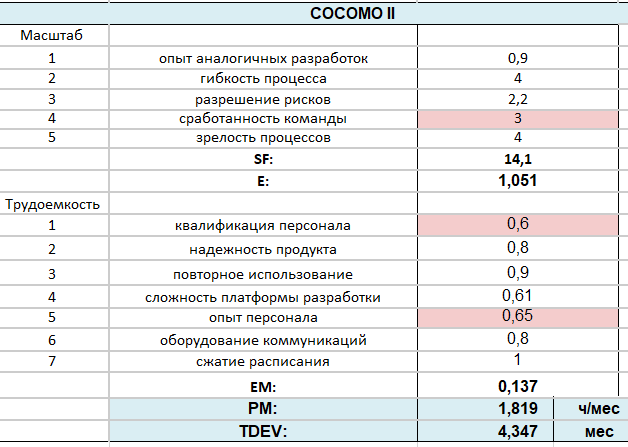 COCOMO II
Масштаб
1 опыт аналогичных разработок 0,9
2 гибкость процесса 4
3 разрешение рисков 2,2
4 сработанность команды 3
5 зрелость процессов 4
SF: 14,1
E: 1,051
Трудоемкость
1 квалификация персонала 0,6
2 надежность продукта 0,8
3 повторное использование 0,9
4 сложность платформы разработки 0,61
5 опыт персонала 0,65
6 оборудование коммуникаций 0,8
7 сжатие расписания 1
EM: 0,137
PM: 1,819 ч/мес
TDEV: 4,347 мес